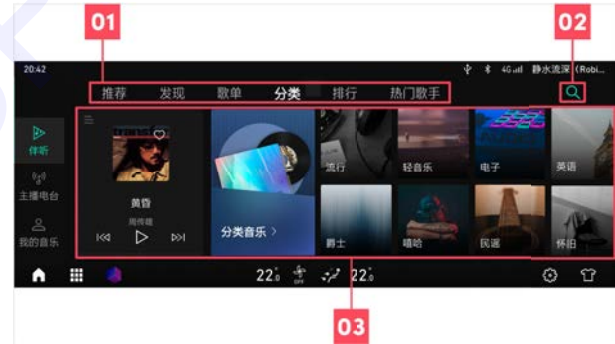 01
02
20:42
4G
静水流深 (Robi...
推荐
发现
歌单
分类
排行
热门歌手
伴听
主播电台
我的音乐
黄昏
周传雄
分类音乐 >
流行
轻音乐
电子
英语
爵士
嘻哈
民谣
怀旧
22.0
OFF
22.0
03